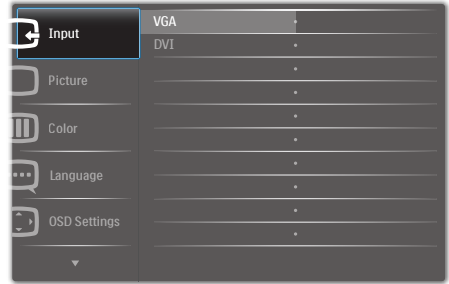 Input
VGA
DVI
Picture
Color
Language
OSD Settings